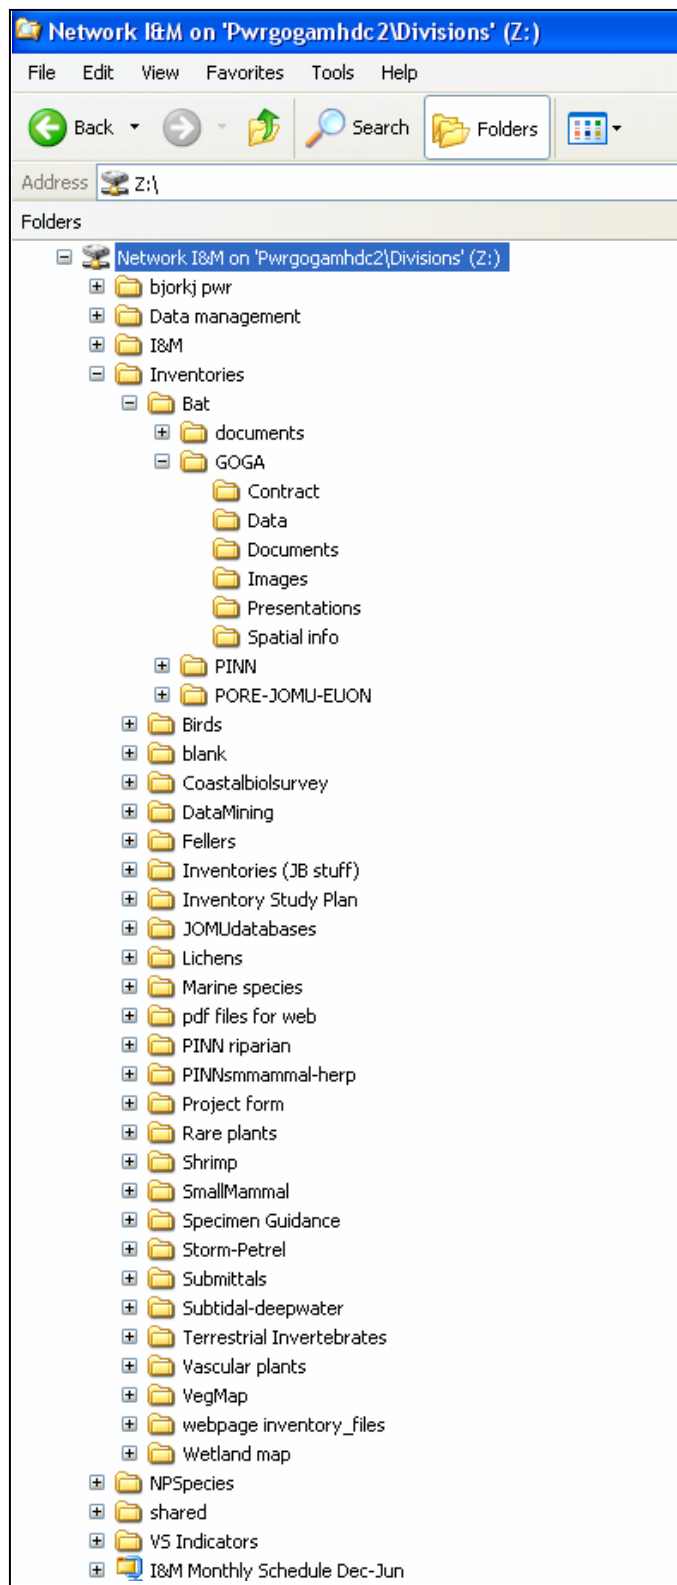 Network I&M on 'Pwrgogamhdc2\Divisions' (Z:)
File Edit View Favorites Tools Help
Back Search Folders
Address Z:\
Folders
Network I&M on 'Pwrgogamhdc2\Divisions' (Z:)
bjorkj pwr
Data management
I&M
Inventories
Bat
documents
GOGA
Contract
Data
Documents
Images
Presentations
Spatial info
PINN
PORE-JOMU-EUON
Birds
blank
Coastalbiolsurvey
DataMining
Fellers
Inventories (JB stuff)
Inventory Study Plan
JOMUdatabases
Lichens
Marine species
pdf files for web
PINN riparian
PINNsmmammal-herp
Project form
Rare plants
Shrimp
SmallMammal
Specimen Guidance
Storm-Petrel
Submittals
Subtidal-deepwater
Terrestrial Invertebrates
Vascular plants
VegMap
webpage inventory_files
Wetland map
NPSpecies
shared
VS Indicators
I&M Monthly Schedule Dec-Jun